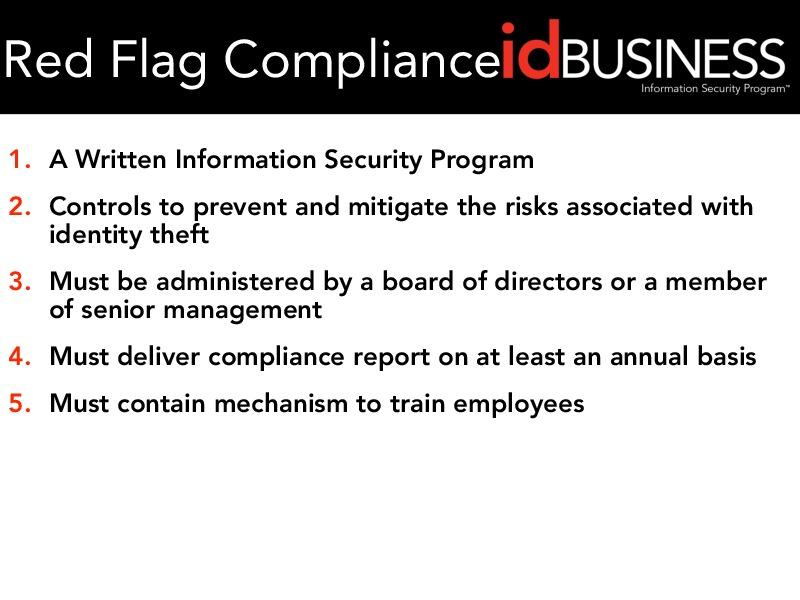 Red Flag Compliance
idBUSINESS
Information Security Program™
1. A Written Information Security Program
2. Controls to prevent and mitigate the risks associated with
identity theft
3. Must be administered by a board of directors or a member
of senior management
4. Must deliver compliance report on at least an annual basis
5. Must contain mechanism to train employees